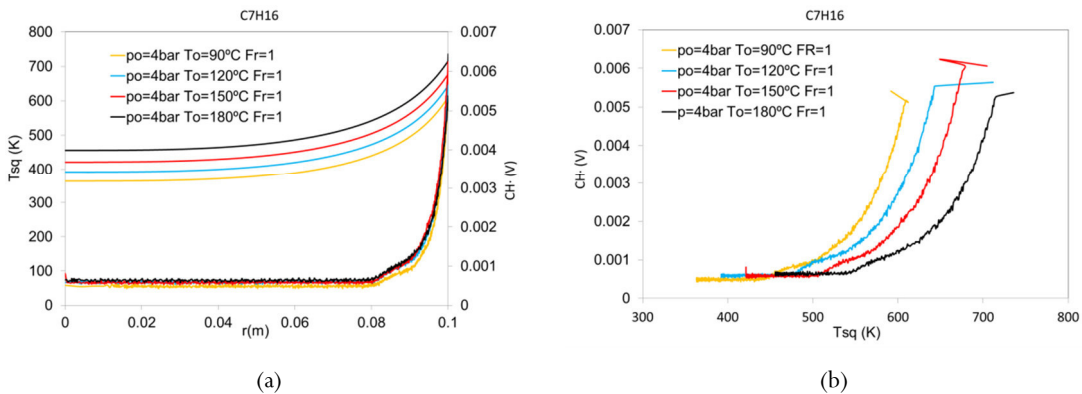 C7H16
800
700
600
500
400
300
200
100
0
Tsq (K)
po=4bar To=90ºC Fr=1
po=4bar To=120ºC Fr=1
po=4bar To=150ºC Fr=1
po=4bar To=180ºC Fr=1
0.007
0.006
0.005
0.004
0.003
0.002
0.001
0.000
CH· (V)
0
0.02
0.04
0.06
0.08
0.1
r(m)
(a)
C7H16
0.007
0.006
0.005
0.004
0.003
0.002
0.001
0
CH· (V)
po=4bar To=90ºC FR=1
po=4bar To=120ºC Fr=1
po=4bar To=150ºC Fr=1
p=4bar To=180ºC Fr=1
300
400
500
600
700
800
Tsq (K)
(b)